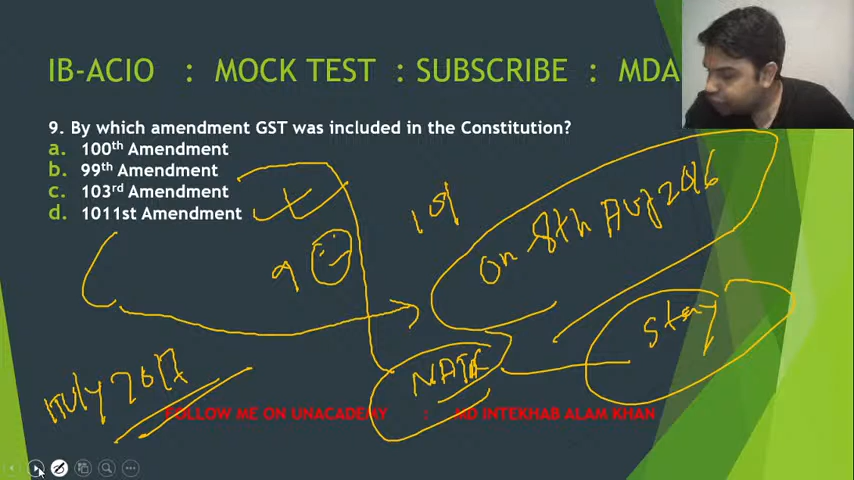 IB-ACIO : MOCK TEST : SUBSCRIBE : MDA
9. By which amendment GST was included in the Constitution?
a. 100th Amendment
b. 99th Amendment
c. 103rd Amendment
d. 1011st Amendment
101
on 8th Aug 2016
9
Stay
July 2017
FOLLOW ME ON UNACADEMY : MD INTEKHAB ALAM KHAN